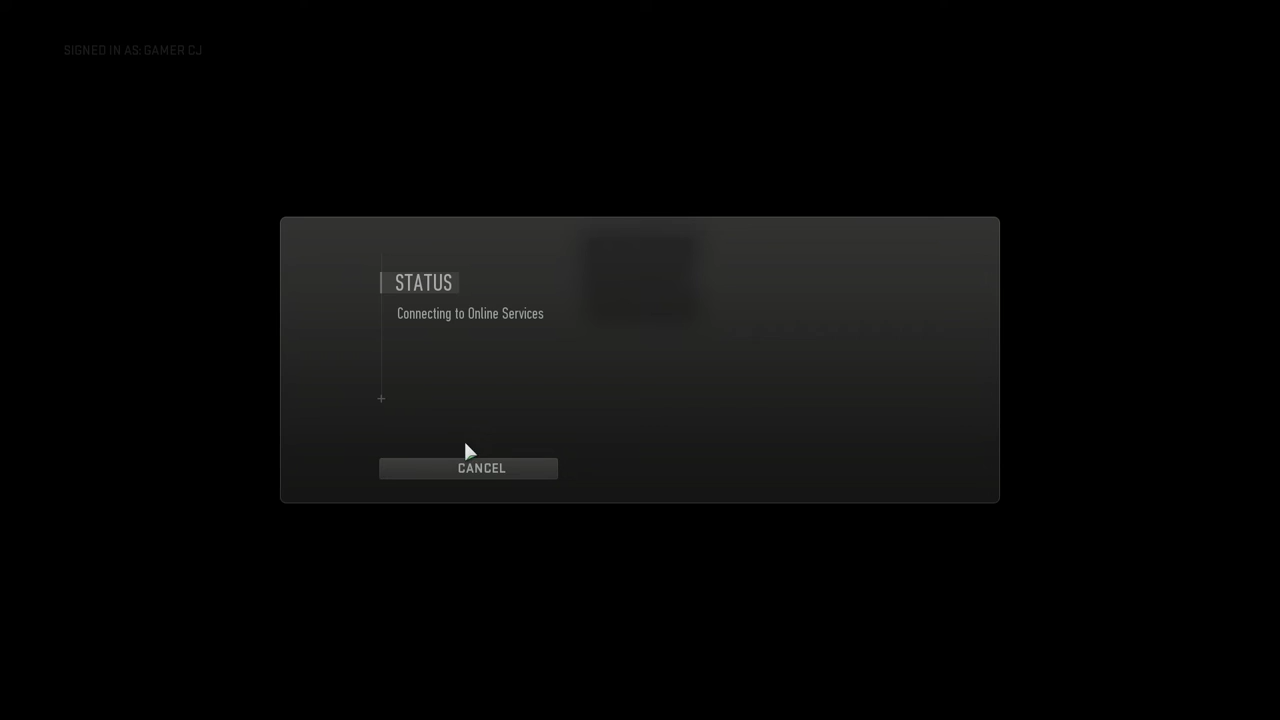 SIGNED IN AS: GAMER CJ
STATUS
Connecting to Online Services
CANCEL